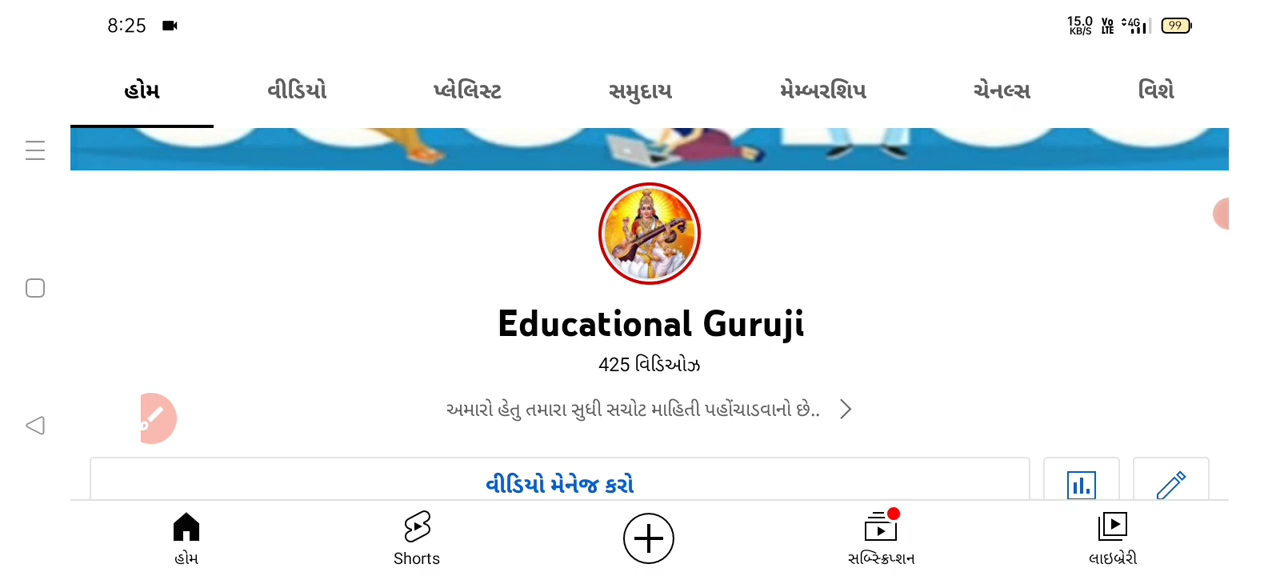 8:25
15.0 KB/S Vo LTE 4G 99
હોમ વીડિયો પ્લેલિસ્ટ સમુદાય મેમ્બરશિપ ચેનલ્સ વિશે
Educational Guruji
425 વિડિઓઝ
અમારો હેતુ તમારા સુધી સચોટ માહિતી પહોંચાડવાનો છે..
વીડિયો મેનેજ કરો
હોમ Shorts સબ્સ્ક્રિપ્શન લાઇબ્રેરી